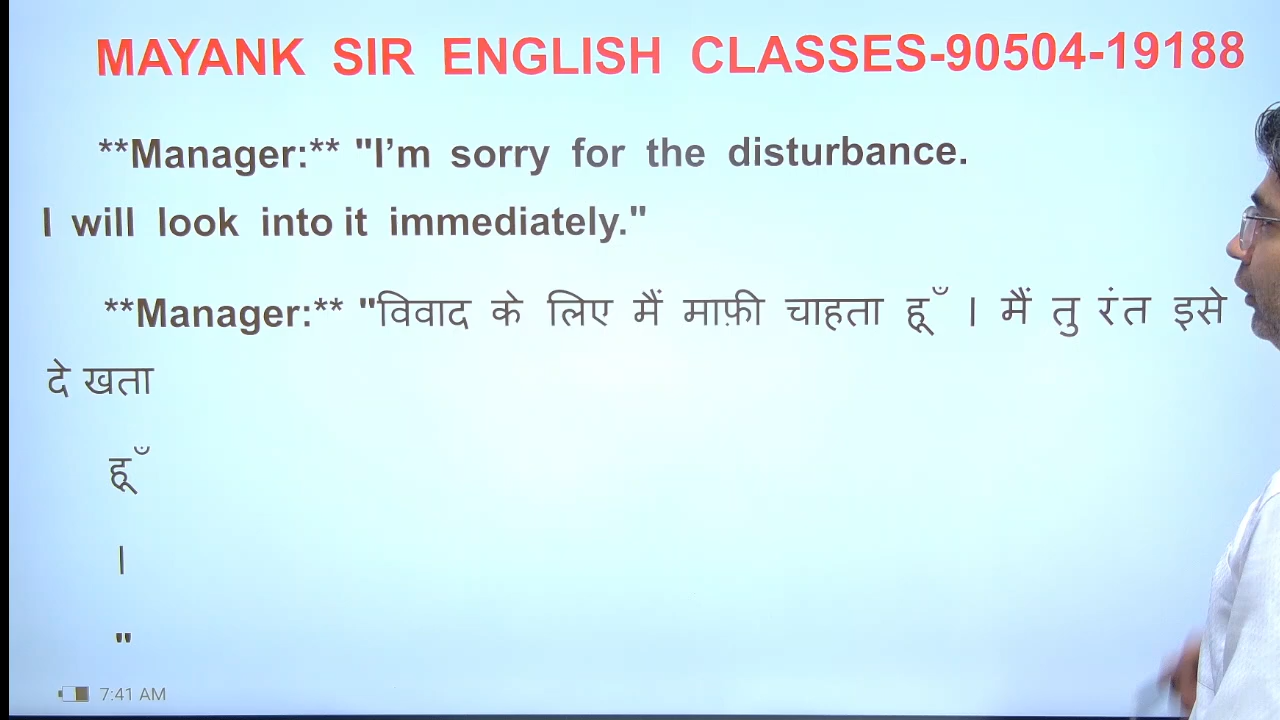 MAYANK SIR ENGLISH CLASSES-90504-19188
**Manager:** "I’m sorry for the disturbance.
I will look into it immediately."
**Manager:** "विवाद के लिए मैं माफ़ी चाहता हूँ । मैं तु रंत इसे
दे खता
हूँ
।
"
7:41 AM